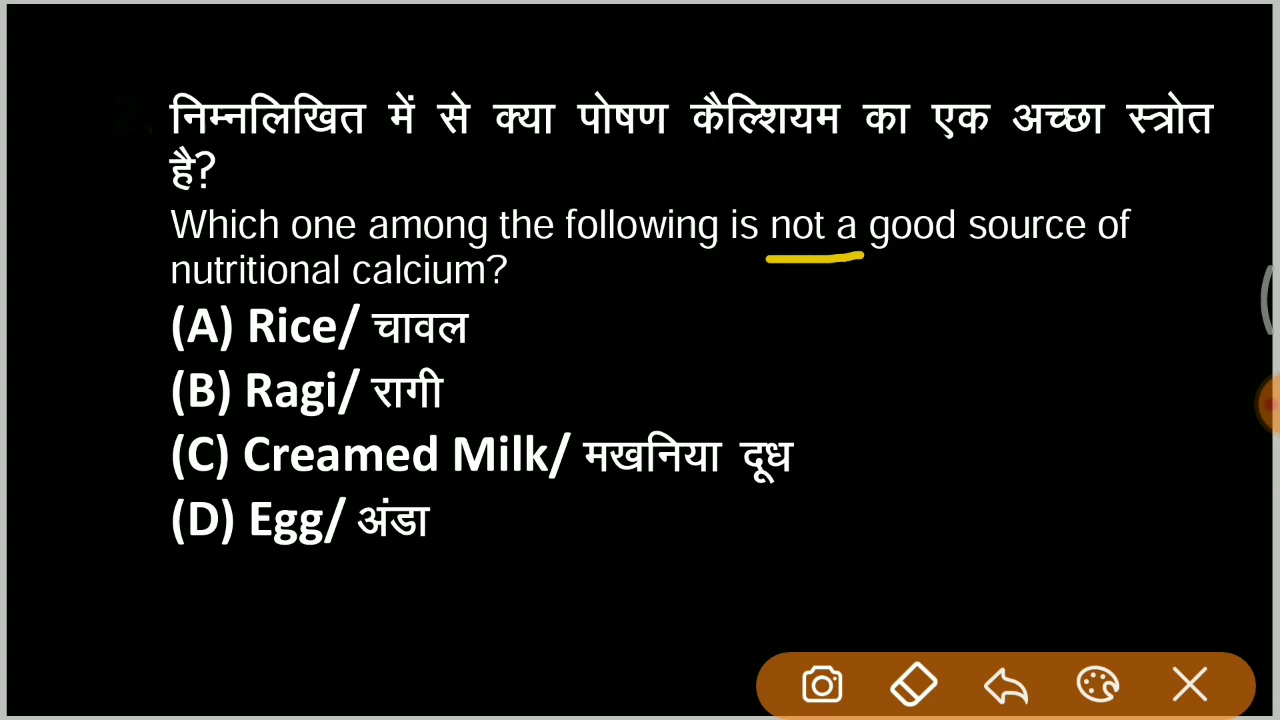 निम्नलिखित में से क्या पोषण कैल्शियम का एक अच्छा स्त्रोत
है?
Which one among the following is not a good source of
nutritional calcium?
(A) Rice/ चावल
(B) Ragi/ रागी
(C) Creamed Milk/ मखनिया दूध
(D) Egg/ अंडा